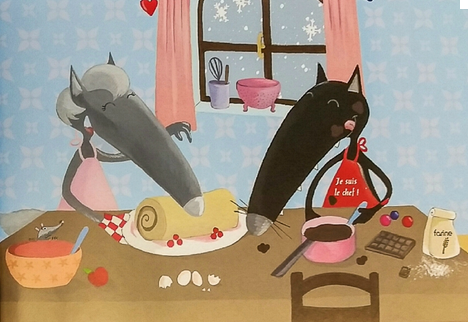 Je suis
le chef !
farine